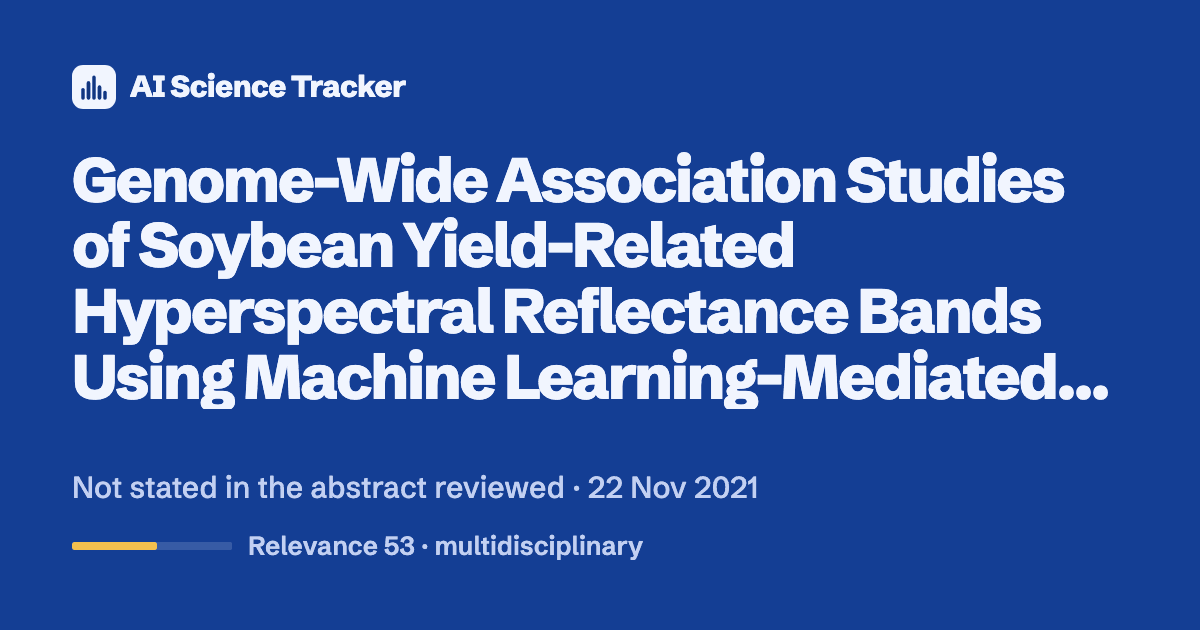 AI Science Tracker
Genome-Wide Association Studies
of Soybean Yield-Related
Hyperspectral Reflectance Bands
Using Machine Learning-Mediated...
Not stated in the abstract reviewed · 22 Nov 2021
Relevance 53 · multidisciplinary